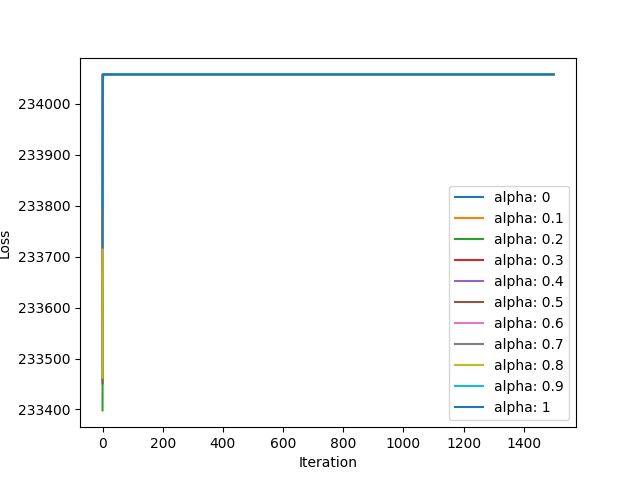 234000
233900
233800
233700
233600
233500
233400
Loss
0
200
400
600
800
1000
1200
1400
Iteration
alpha: 0
alpha: 0.1
alpha: 0.2
alpha: 0.3
alpha: 0.4
alpha: 0.5
alpha: 0.6
alpha: 0.7
alpha: 0.8
alpha: 0.9
alpha: 1